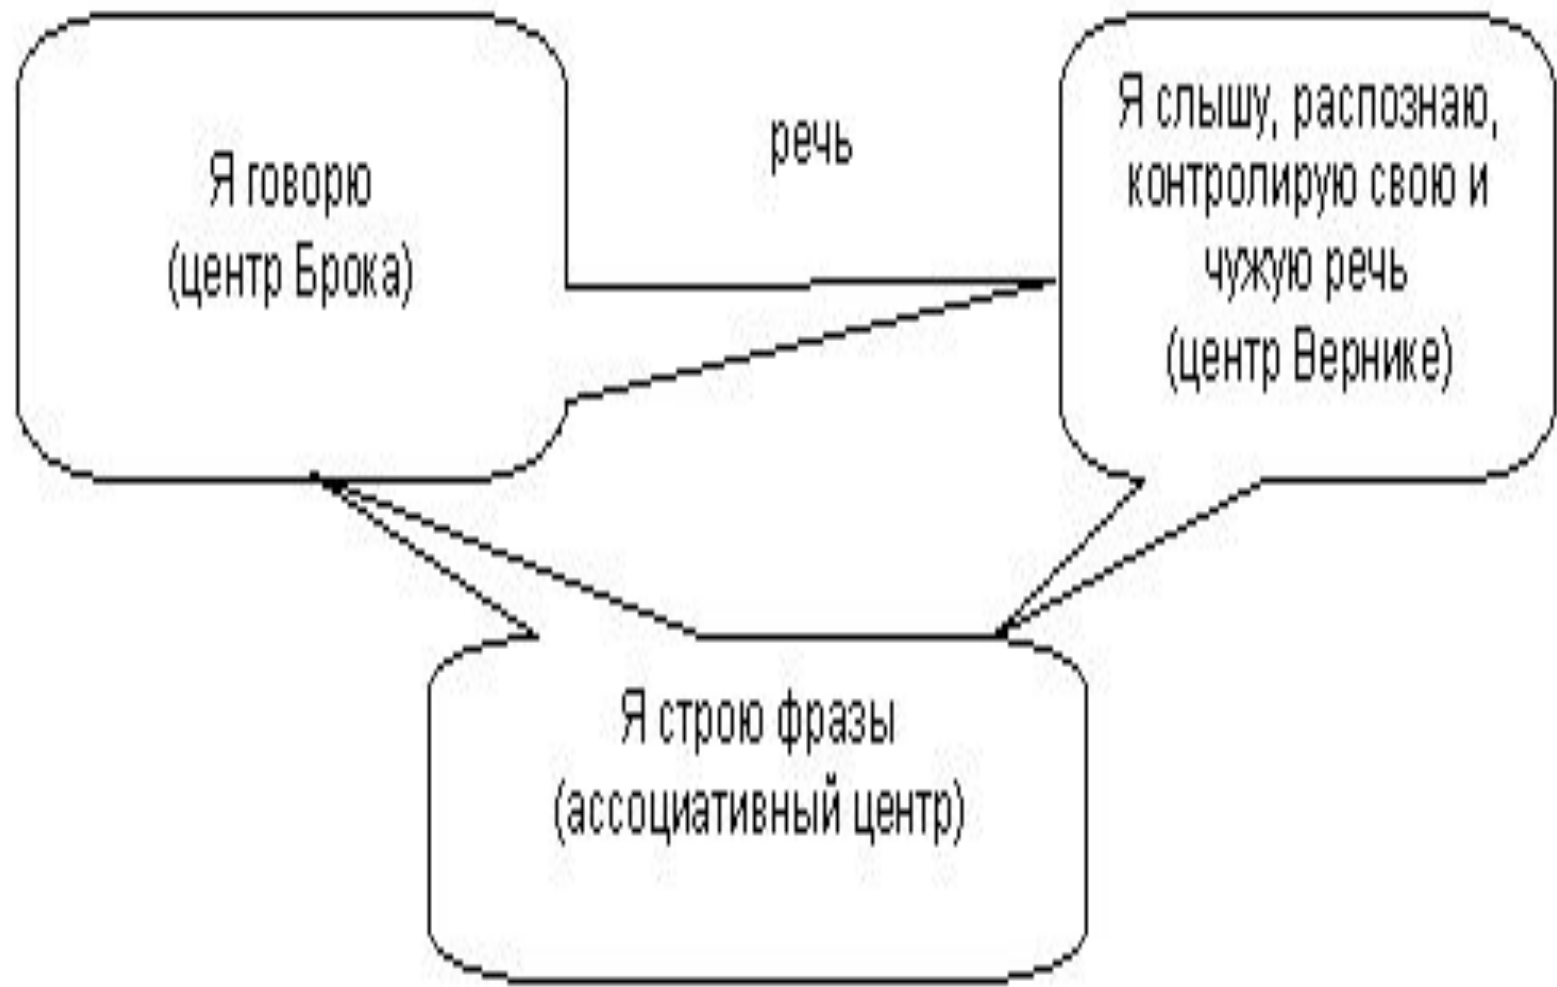 Я говорю
(центр Брока)
речь
Я слышу, распознаю,
контролирую свою и
чужую речь
(центр Вернике)
Я строю фразы
(ассоциативный центр)